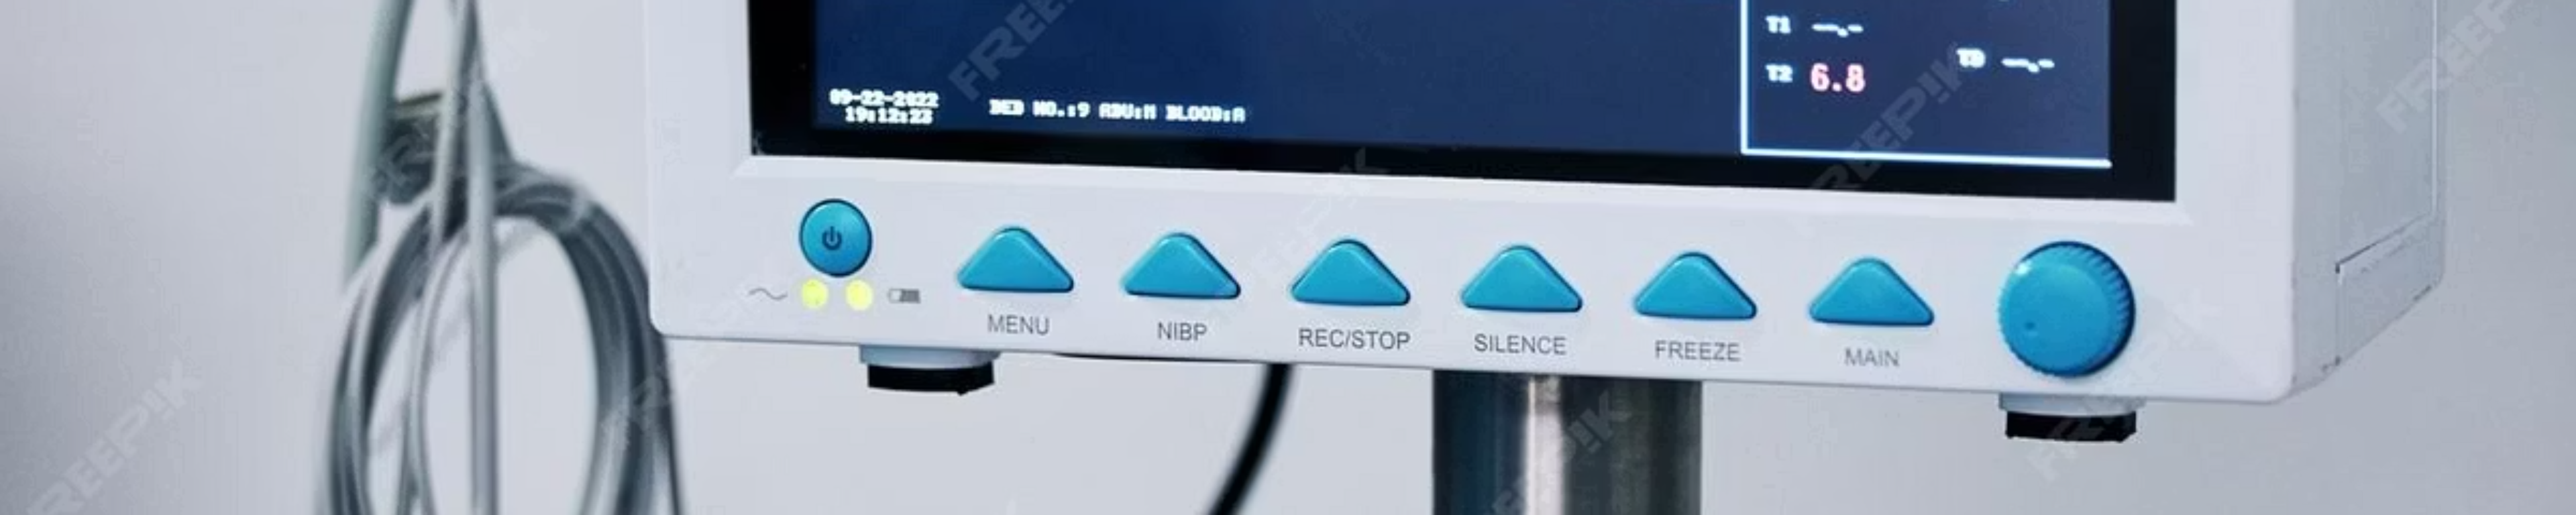 T1 --.-
T2 6.8
T3 --.-
09-22-2022
19:12:23
BED NO.:9 ADU:M BLOOD:A
MENU
NIBP
REC/STOP
SILENCE
FREEZE
MAIN
FREEPIK